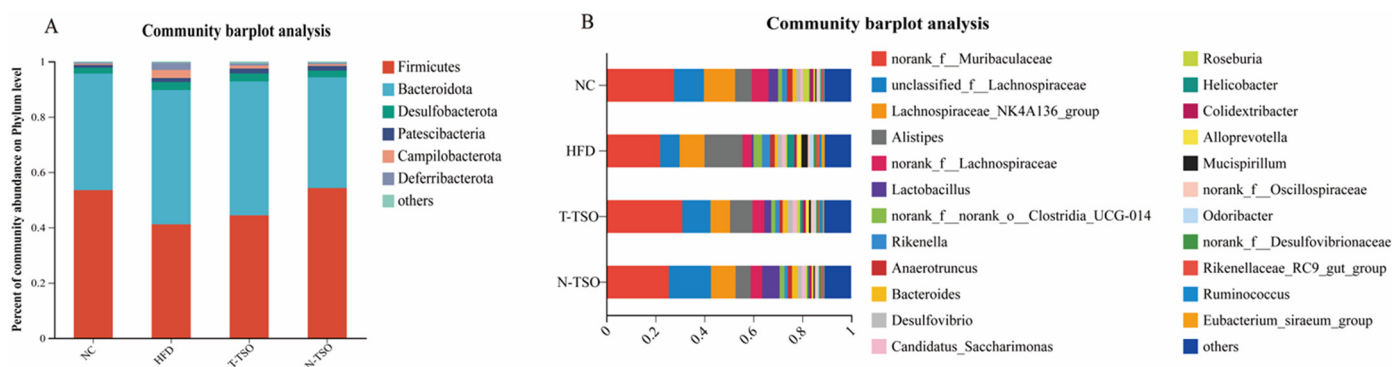 A
Community barplot analysis
Percent of community abundance on Phylum level
1
0.8
0.6
0.4
0.2
0
NC
HFD
T-TSO
N-TSO
Firmicutes
Bacteroidota
Desulfobacterota
Patescibacteria
Campilobacterota
Deferribacterota
others
B
Community barplot analysis
NC
HFD
T-TSO
N-TSO
0
0.2
0.4
0.6
0.8
1
norank_f__Muribaculaceae
unclassified_f__Lachnospiraceae
Lachnospiraceae_NK4A136_group
Alistipes
norank_f__Lachnospiraceae
Lactobacillus
norank_f__norank_o__Clostridia_UCG-014
Rikenella
Anaerotruncus
Bacteroides
Desulfovibrio
Candidatus_Saccharimonas
Roseburia
Helicobacter
Colidextribacter
Alloprevotella
Mucispirillum
norank_f__Oscillospiraceae
Odoribacter
norank_f__Desulfovibrionaceae
Rikenellaceae_RC9_gut_group
Ruminococcus
Eubacterium_siraeum_group
others